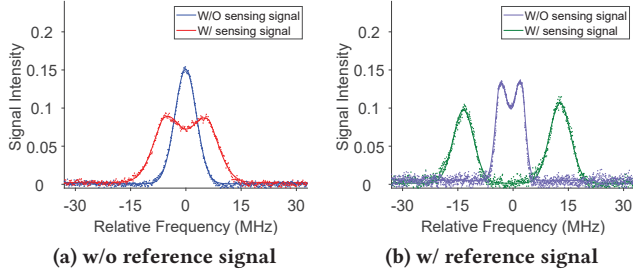 W/O sensing signal
W/ sensing signal
0.2
0.15
0.1
0.05
0
Signal Intensity
-30 -15 0 15 30
Relative Frequency (MHz)
(a) w/o reference signal
W/O sensing signal
W/ sensing signal
0.2
0.15
0.1
0.05
0
Signal Intensity
-30 -15 0 15 30
Relative Frequency (MHz)
(b) w/ reference signal